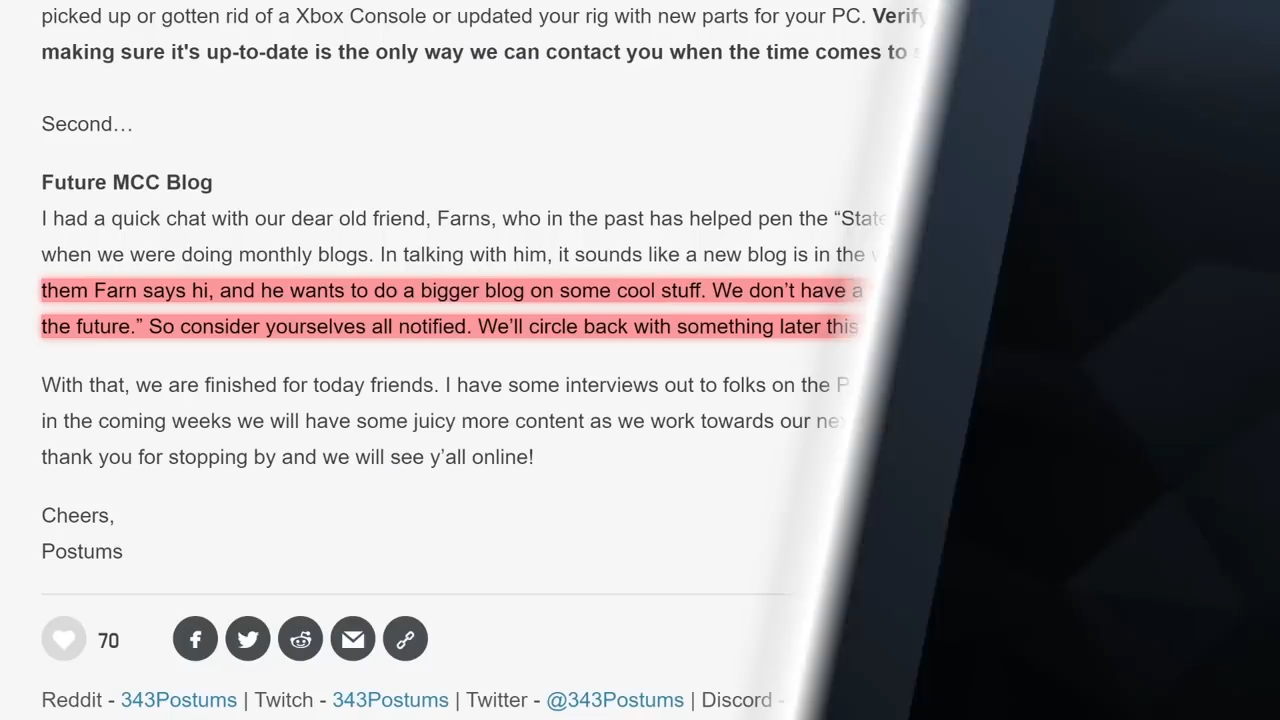 picked up or gotten rid of a Xbox Console or updated your rig with new parts for your PC. Verify
making sure it's up-to-date is the only way we can contact you when the time comes to
Second…
Future MCC Blog
I had a quick chat with our dear old friend, Farns, who in the past has helped pen the “State
when we were doing monthly blogs. In talking with him, it sounds like a new blog is in the
them Farn says hi, and he wants to do a bigger blog on some cool stuff. We don’t have a
the future.” So consider yourselves all notified. We’ll circle back with something later this
With that, we are finished for today friends. I have some interviews out to folks on the
in the coming weeks we will have some juicy more content as we work towards our
thank you for stopping by and we will see y’all online!
Cheers,
Postums
70
Reddit - 343Postums | Twitch - 343Postums | Twitter - @343Postums | Discord -